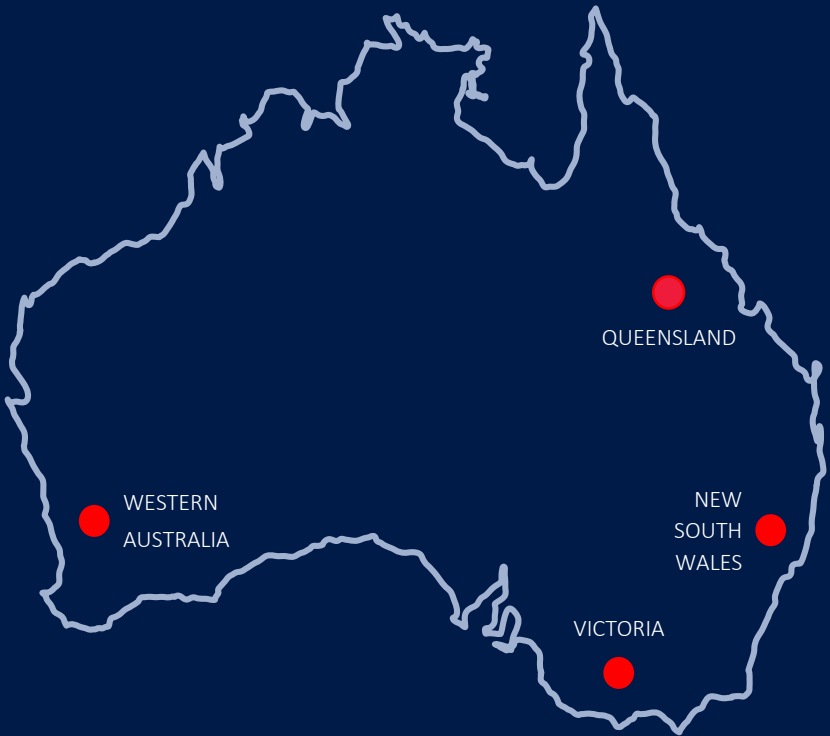 QUEENSLAND
WESTERN
AUSTRALIA
NEW
SOUTH
WALES
VICTORIA